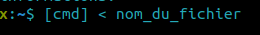 x:~$ [cmd] < nom_du_fichier